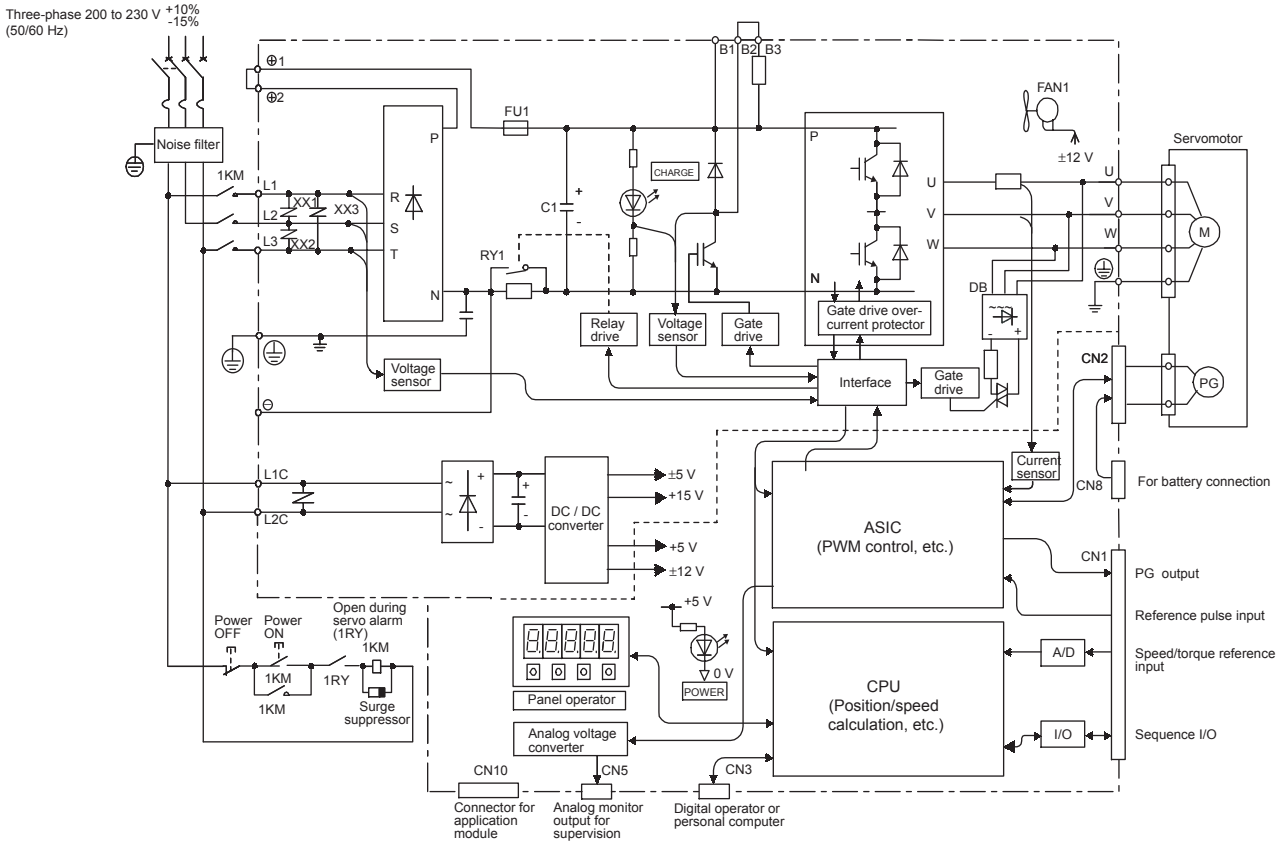 Three-phase 200 to 230 V +10%
-15%
(50/60 Hz)
⊕1
⊕2
B1 B2 B3
FAN1
±12 V
Servomotor
Noise filter
P
FU1
P
1KM
L1
XX1
XX3
R
CHARGE
U
U
L2
S
C1
+
-
V
V
M
L3
XX2
T
RY1
W
W
N
N
DB
~~~
-
+
Relay
drive
Voltage
sensor
Gate
drive
Gate drive over-
current protector
CN2
Voltage
sensor
Interface
Gate
drive
PG
⊖
L1C
~
+
+
±5 V
Current
sensor
CN8
For battery connection
+15 V
DC / DC
converter
ASIC
(PWM control, etc.)
L2C
~
-
-
+5 V
CN1
±12 V
PG output
Power
OFF
Power
ON
Open during
servo alarm
(1RY)
1KM
+5 V
Reference pulse input
8.8.8.8.8.
A/D
Speed/torque reference
input
1KM
1RY
0 V
POWER
CPU
(Position/speed
calculation, etc.)
1KM
Surge
suppressor
Panel operator
Analog voltage
converter
I/O
Sequence I/O
CN10
CN5
CN3
Connector for
application
module
Analog monitor
output for
supervision
Digital operator or
personal computer